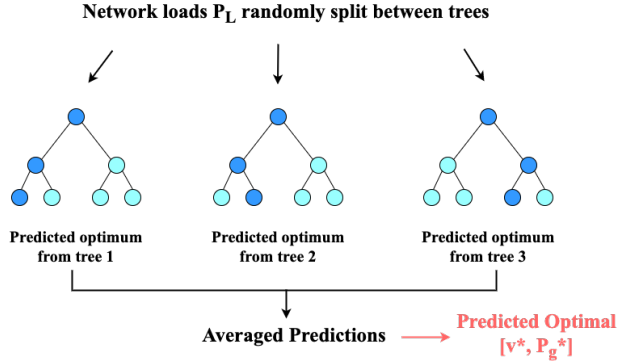 Network loads P_L randomly split between trees
Predicted optimum
from tree 1
Predicted optimum
from tree 2
Predicted optimum
from tree 3
Averaged Predictions
Predicted Optimal
[v*, P_g*]